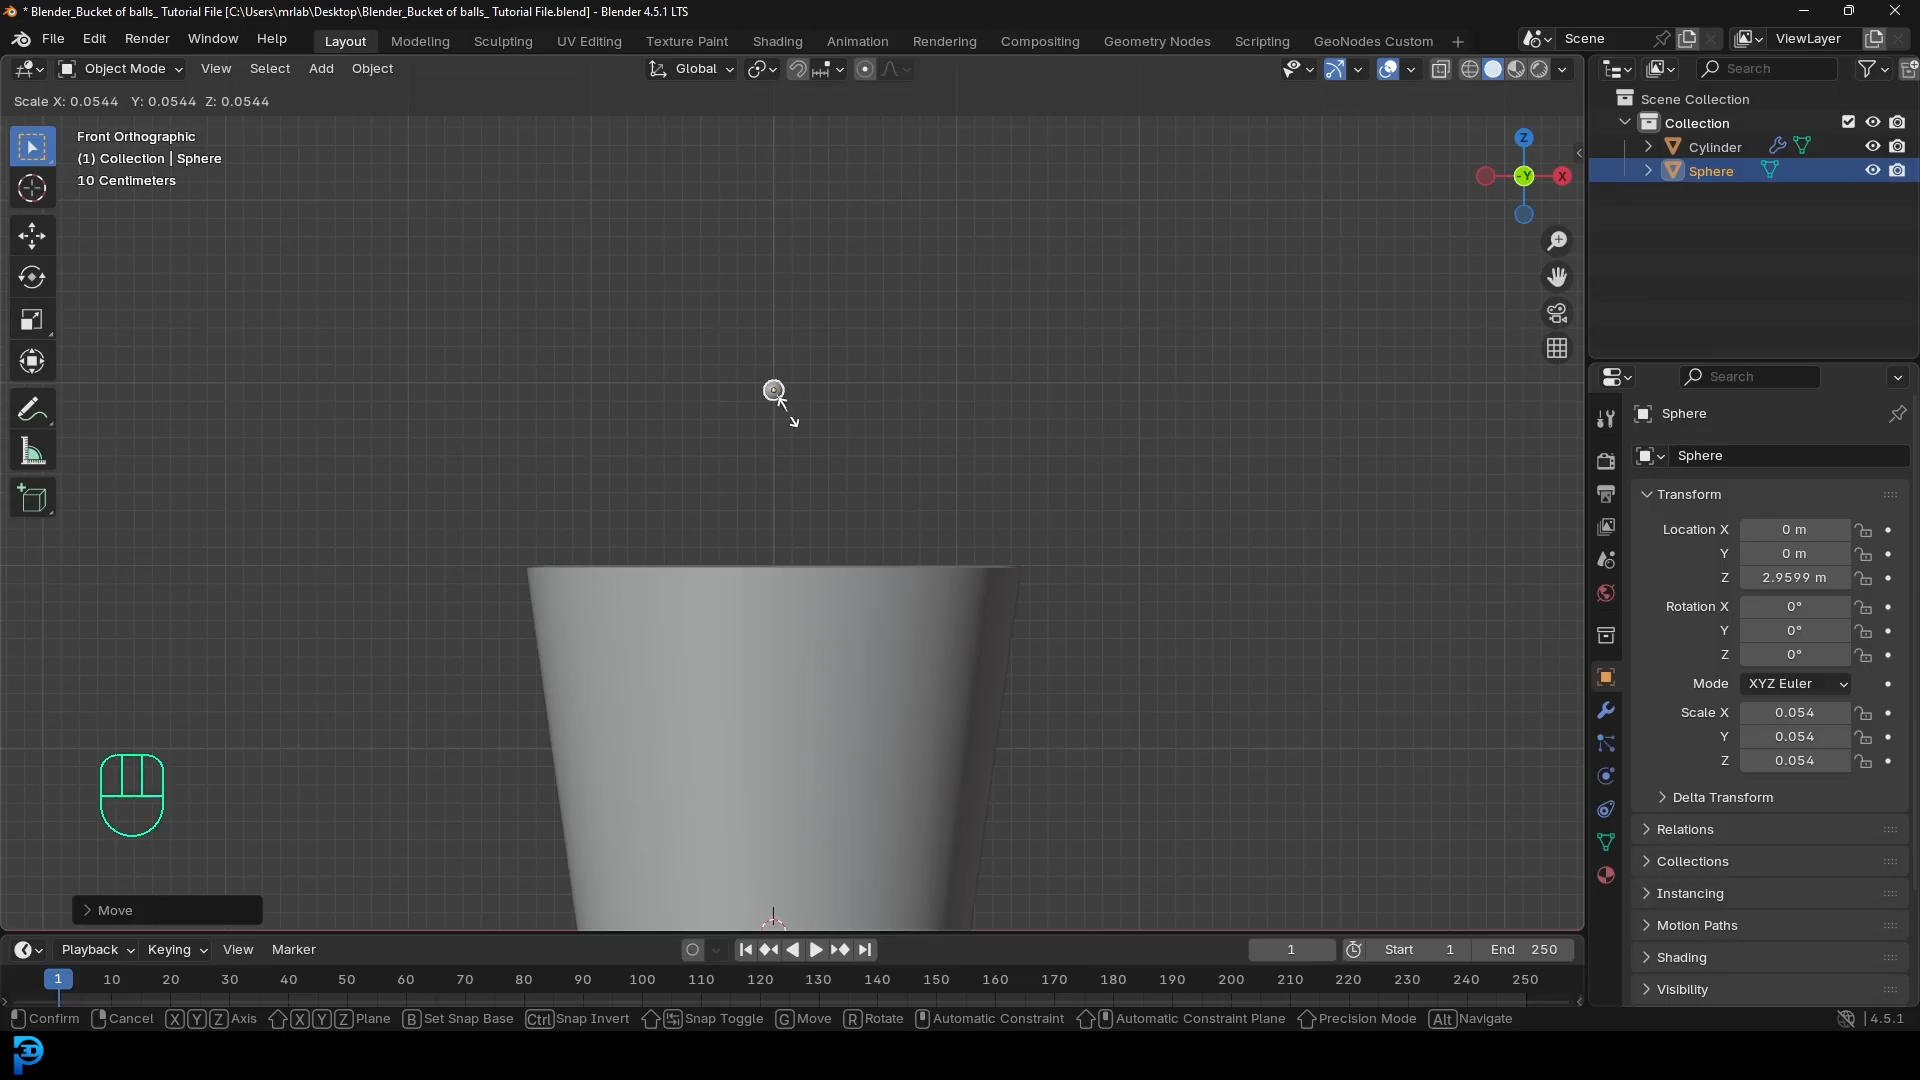 * Blender_Bucket of balls_ Tutorial File [C:\Users\mrlab\Desktop\Blender_Bucket of balls_ Tutorial File.blend] - Blender 4.5.1 LTS
File Edit Render Window Help Layout Modeling Sculpting UV Editing Texture Paint Shading Animation Rendering Compositing Geometry Nodes Scripting GeoNodes Custom + Scene ViewLayer
Object Mode View Select Add Object Global Search
Scale X: 0.0544 Y: 0.0544 Z: 0.0544
Scene Collection
Collection
Cylinder
Sphere
Front Orthographic
(1) Collection | Sphere
10 Centimeters
Z
-Y X
Search
Sphere
Sphere
Transform
Location X 0 m
Y 0 m
Z 2.9599 m
Rotation X 0°
Y 0°
Z 0°
Mode XYZ Euler
Scale X 0.054
Y 0.054
Z 0.054
Delta Transform
Relations
Collections
Instancing
Motion Paths
Shading
Visibility
Move
Playback Keying View Marker 1 Start 1 End 250
1 10 20 30 40 50 60 70 80 90 100 110 120 130 140 150 160 170 180 190 200 210 220 230 240 250
Confirm Cancel X Y Z Axis X Y Z Plane B Set Snap Base Ctrl Snap Invert Snap Toggle G Move R Rotate Automatic Constraint Automatic Constraint Plane Precision Mode Alt Navigate 4.5.1
3D